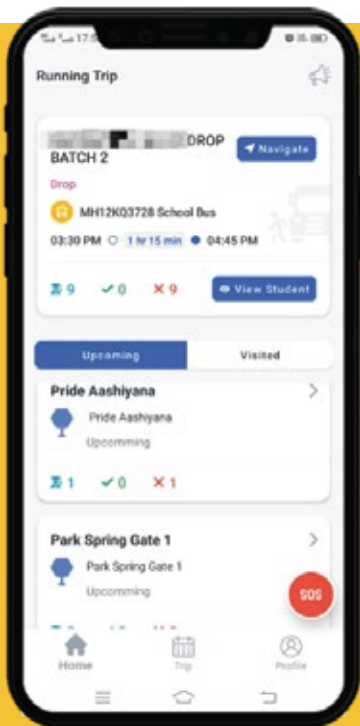 Running Trip
DROP
BATCH 2
Navigate
Drop
MH12KQ3728 School Bus
03:30 PM 1 hr 15 min 04:45 PM
9 0 9 View Student
Upcoming Visited
Pride Aashiyana
Pride Aashiyana
Upcomming
1 0 1
Park Spring Gate 1
Park Spring Gate 1
Upcomming
SOS
Home Trip Profile